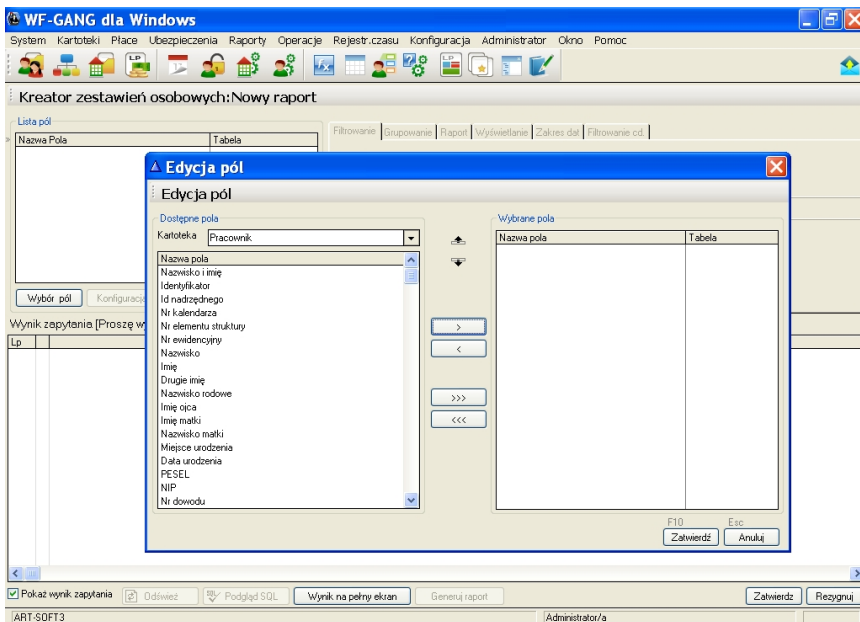 WF-GANG dla Windows
System Kartoteki Płace Ubezpieczenia Raporty Operacje Rejestr.czasu Konfiguracja Administrator Okno Pomoc
Kreator zestawień osobowych:Nowy raport
Lista pól
Nazwa Pola Tabela
Filtrowanie Grupowanie Raport Wyświetlanie Zakres dat Filtrowanie cd.
Edycja pól
Edycja pól
Dostępne pola
Kartoteka Pracownik
Nazwa pola
Nazwisko i imię
Identyfikator
Id nadrzędnego
Nr kalendarza
Nr elementu struktury
Nr ewidencyjny
Nazwisko
Imię
Drugie imię
Nazwisko rodowe
Imię ojca
Imię matki
Nazwisko matki
Miejsce urodzenia
Data urodzenia
PESEL
NIP
Nr dowodu
>
<
>>>
<<<
Wybrane pola
Nazwa pola Tabela
F10 Esc
Zatwierdź Anuluj
Wybór pól
Wynik zapytania [Proszę
Lp
Pokaż wynik zapytania Odśwież Podgląd SQL Wynik na pełny ekran Generuj raport Zatwierdz Rezygnuj
ART-SOFT3 Administrator/a